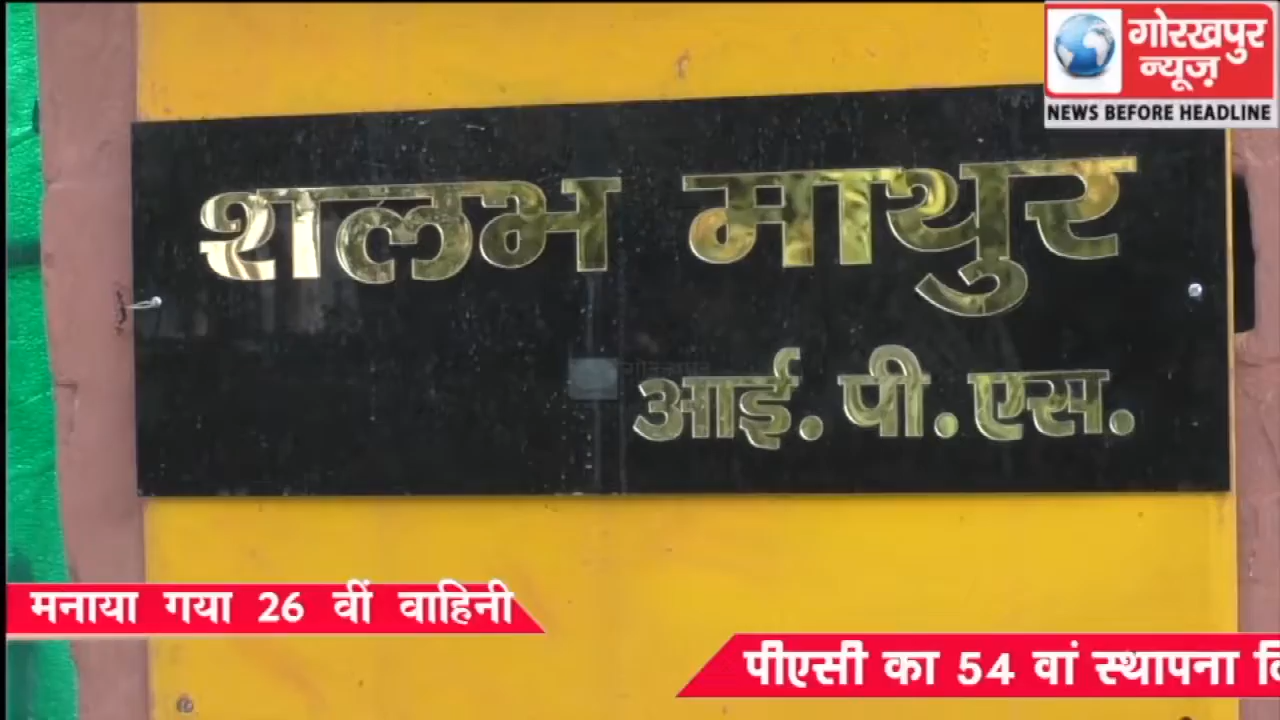 गोरखपुर
न्यूज़
NEWS BEFORE HEADLINE
शलभ माथुर
आई. पी. एस.
मनाया गया 26 वीं वाहिनी
पीएसी का 54 वां स्थापना